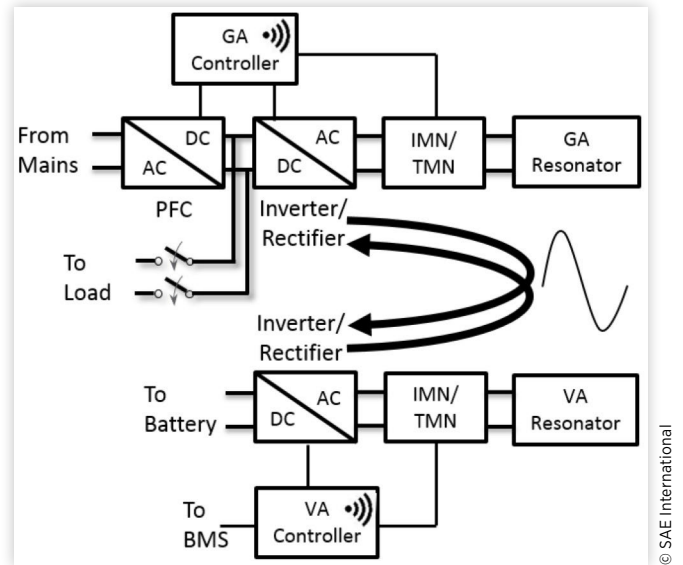 GA
Controller
From
Mains
DC
AC
AC
DC
IMN/
TMN
GA
Resonator
PFC
Inverter/
Rectifier
To
Load
Inverter/
Rectifier
To
Battery
AC
DC
IMN/
TMN
VA
Resonator
To
BMS
VA
Controller
© SAE International